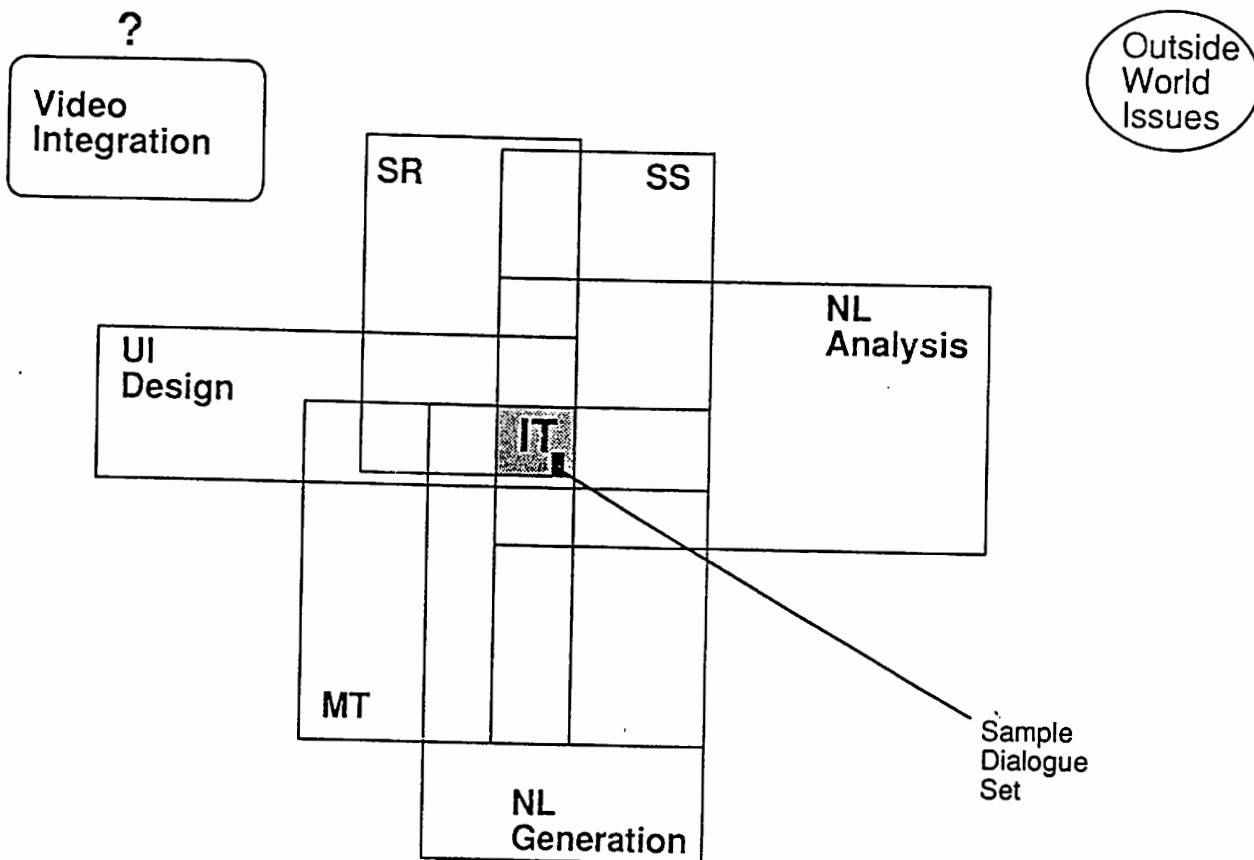 ?
Video
Integration
Outside
World
Issues
SR
SS
NL
Analysis
UI
Design
IT
MT
Sample
Dialogue
Set
NL
Generation